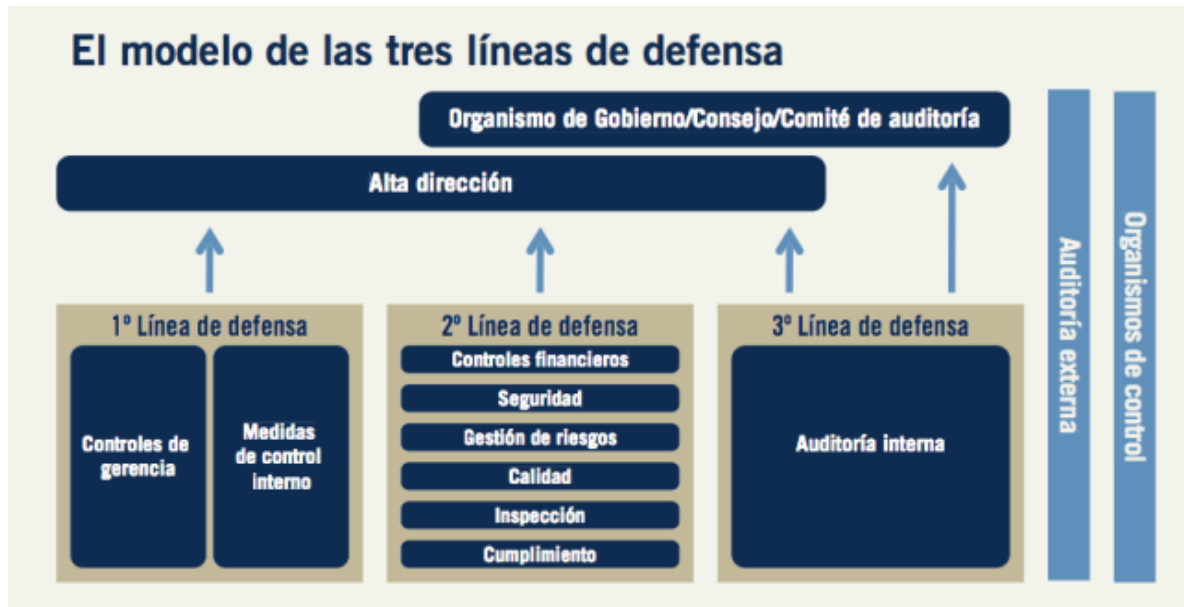 El modelo de las tres líneas de defensa
Organismo de Gobierno/Consejo/Comité de auditoría
Alta dirección
1º Línea de defensa
Controles de
gerencia
Medidas
de control
interno
2º Línea de defensa
Controles financieros
Seguridad
Gestión de riesgos
Calidad
Inspección
Cumplimiento
3º Línea de defensa
Auditoría interna
Auditoría externa
Organismos de control